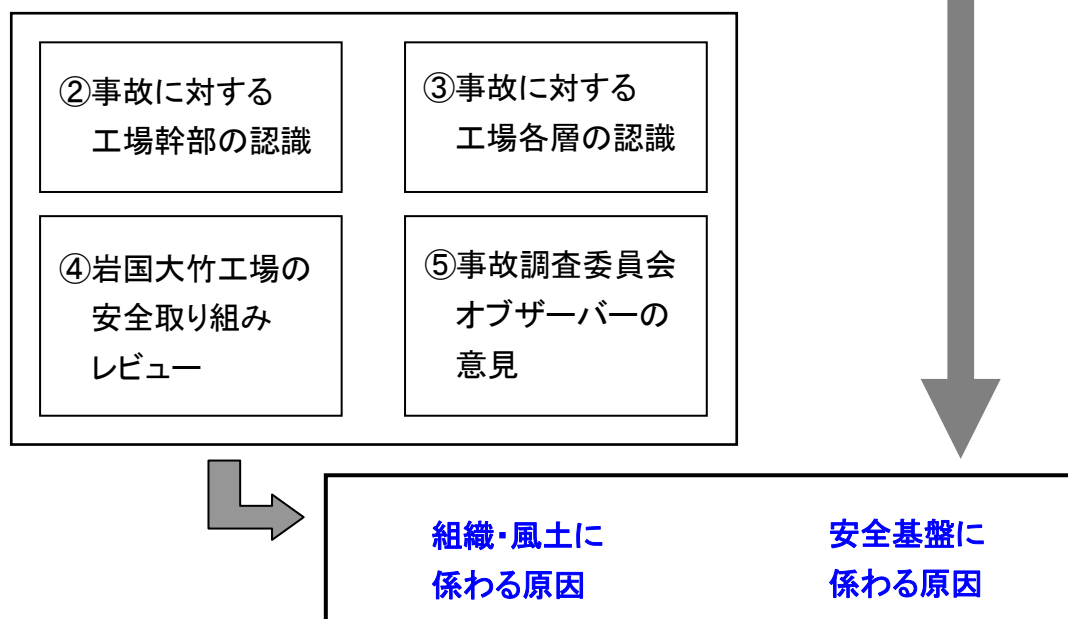 ②事故に対する
工場幹部の認識
③事故に対する
工場各層の認識
④岩国大竹工場の
安全取り組み
レビュー
⑤事故調査委員会
オブザーバーの
意見
組織・風土に
係わる原因
安全基盤に
係わる原因